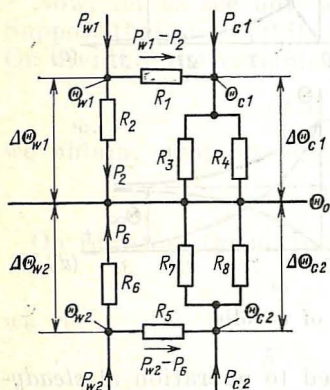 P_w1 P_c1
P_w1–P_2
Θ_w1 R_1 Θ_c1
R_2
ΔΘ_w1 R_3 R_4 ΔΘ_c1
P_2
Θ_0
P_6
ΔΘ_w2 R_6 R_7 R_8 ΔΘ_c2
Θ_w2 R_5 Θ_c2
P_w2–P_6
P_w2 P_c2